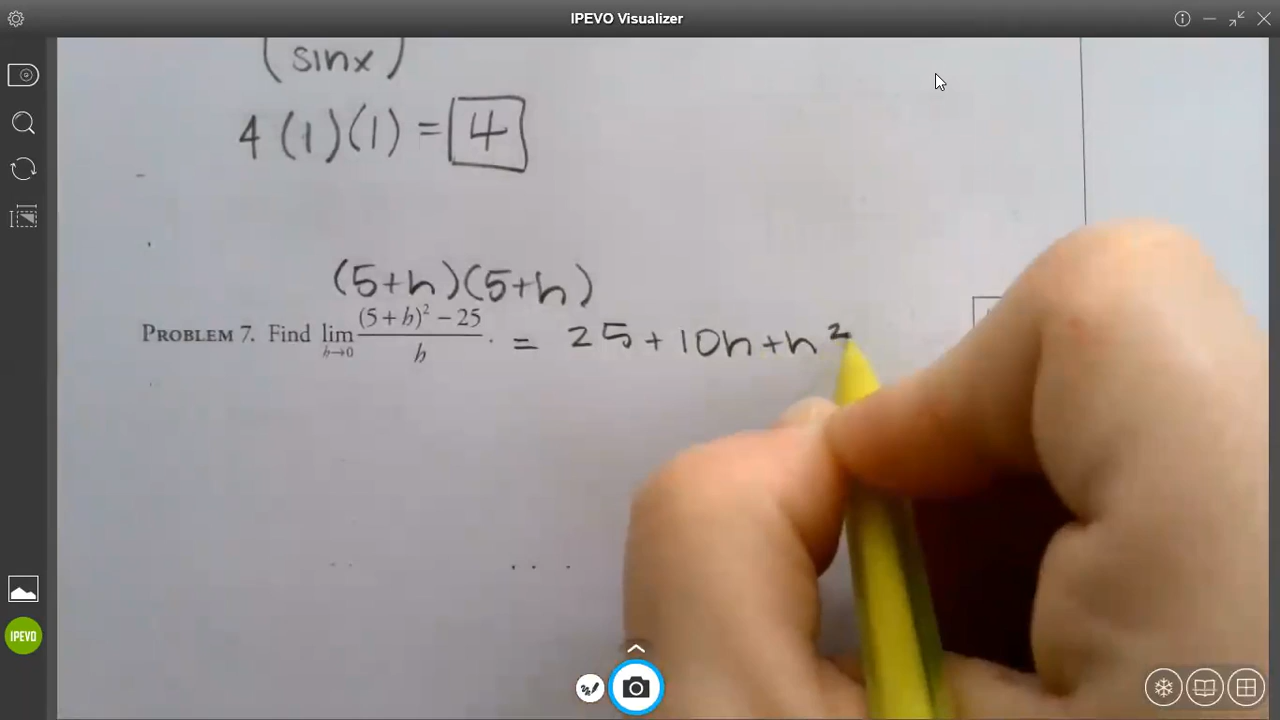 IPEVO Visualizer
(sinx)
4(1)(1) = 4
(5+h)(5+h)
PROBLEM 7. Find lim h→0 (5 + h)² − 25 / h . = 25 + 10h + h²
IPEVO